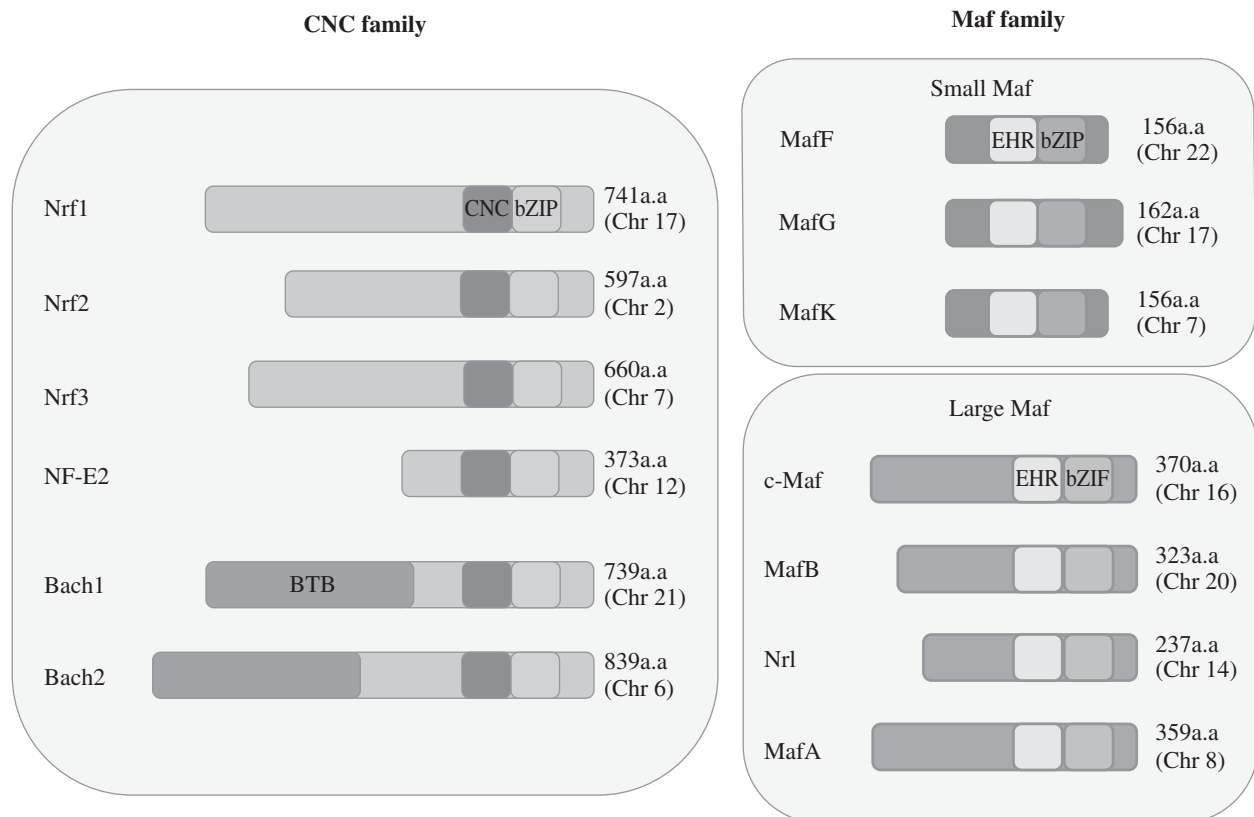 CNC family
Nrf1
CNC bZIP
741a.a
(Chr 17)
Nrf2
597a.a
(Chr 2)
Nrf3
660a.a
(Chr 7)
NF-E2
373a.a
(Chr 12)
Bach1
BTB
739a.a
(Chr 21)
Bach2
839a.a
(Chr 6)
Maf family
Small Maf
MafF
EHR bZIP
156a.a
(Chr 22)
MafG
162a.a
(Chr 17)
MafK
156a.a
(Chr 7)
Large Maf
c-Maf
EHR bZIF
370a.a
(Chr 16)
MafB
323a.a
(Chr 20)
Nrl
237a.a
(Chr 14)
MafA
359a.a
(Chr 8)